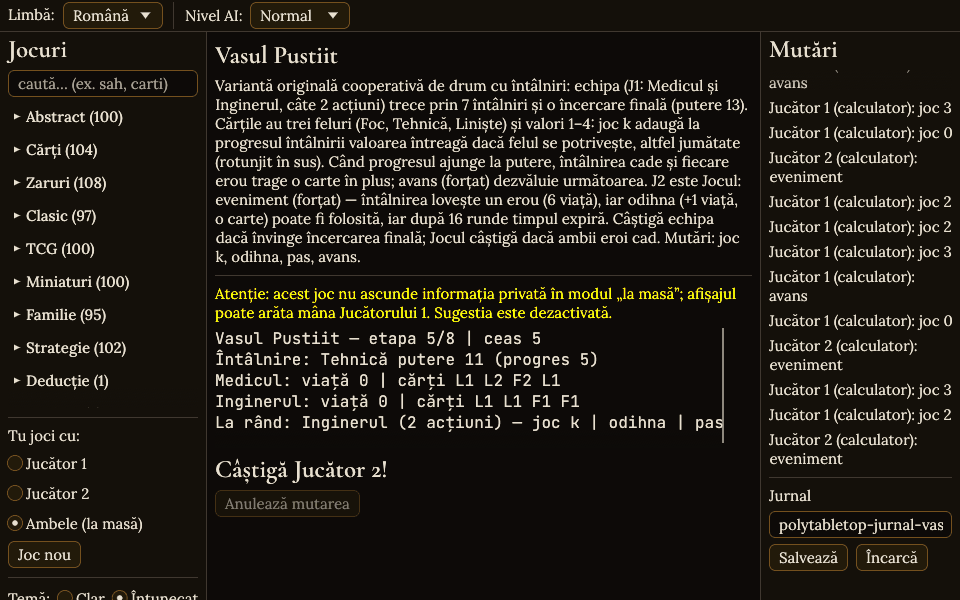 Limbă: Română ▼ Nivel AI: Normal ▼
Jocuri
caută... (ex. sah, carti)
▸ Abstract (100)
▸ Cărți (104)
▸ Zaruri (108)
▸ Clasic (97)
▸ TCG (100)
▸ Miniaturi (100)
▸ Familie (95)
▸ Strategie (102)
▸ Deducție (1)
Tu joci cu:
Jucător 1
Jucător 2
Ambele (la masă)
Joc nou
Temă: Clar Întunecat
Vasul Pustiit
Variantă originală cooperativă de drum cu întâlniri: echipa (J1: Medicul și
Inginerul, câte 2 acțiuni) trece prin 7 întâlniri și o încercare finală (putere 13).
Cărțile au trei feluri (Foc, Tehnică, Liniște) și valori 1–4: joc k adaugă la
progresul întâlnirii valoarea întreagă dacă felul se potrivește, altfel jumătate
(rotunjit în sus). Când progresul ajunge la putere, întâlnirea cade și fiecare
erou trage o carte în plus; avans (forțat) dezvăluie următoarea. J2 este Jocul:
eveniment (forțat) — întâlnirea lovește un erou (6 viață), iar odihna (+1 viață,
o carte) poate fi folosită, iar după 16 runde timpul expiră. Câștigă echipa
dacă învinge încercarea finală; Jocul câștigă dacă ambii eroi cad. Mutări: joc
k, odihna, pas, avans.
Atenție: acest joc nu ascunde informația privată în modul „la masă”; afișajul
poate arăta mâna Jucătorului 1. Sugestia este dezactivată.
Vasul Pustiit — etapa 5/8 | ceas 5
Întâlnire: Tehnică putere 11 (progres 5)
Medicul: viață 0 | cărți L1 L2 F2 L1
Inginerul: viață 0 | cărți L1 L1 F1 F1
La rând: Inginerul (2 acțiuni) — joc k | odihna | pas
Câștigă Jucător 2!
Anulează mutarea
Mutări
avans
Jucător 1 (calculator): joc 3
Jucător 1 (calculator): joc 0
Jucător 2 (calculator):
eveniment
Jucător 1 (calculator): joc 2
Jucător 1 (calculator): joc 2
Jucător 1 (calculator): joc 3
Jucător 1 (calculator):
avans
Jucător 1 (calculator): joc 0
Jucător 2 (calculator):
eveniment
Jucător 1 (calculator): joc 3
Jucător 1 (calculator): joc 2
Jucător 2 (calculator):
eveniment
Jurnal
polytabletop-jurnal-vas
Salvează Încarcă